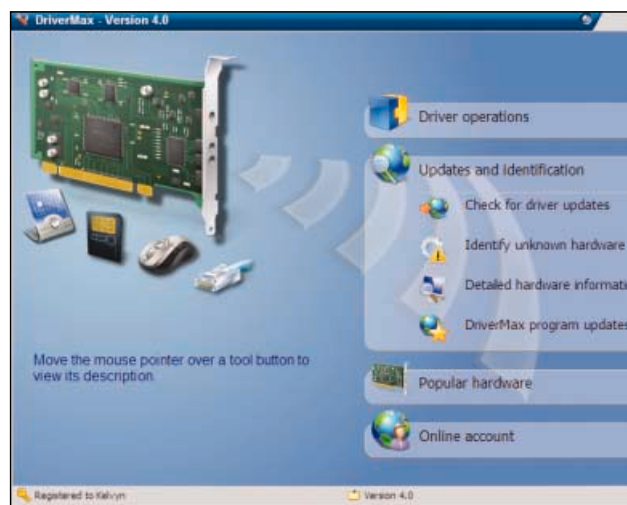 DriverMax - Version 4.0
Driver operations
Updates and identification
Check for driver updates
Identify unknown hardware
Detailed hardware informati
DriverMax program updates
Move the mouse pointer over a tool button to
view its description.
Popular hardware
Online account
Registered to Kelvyn
Version 4.0